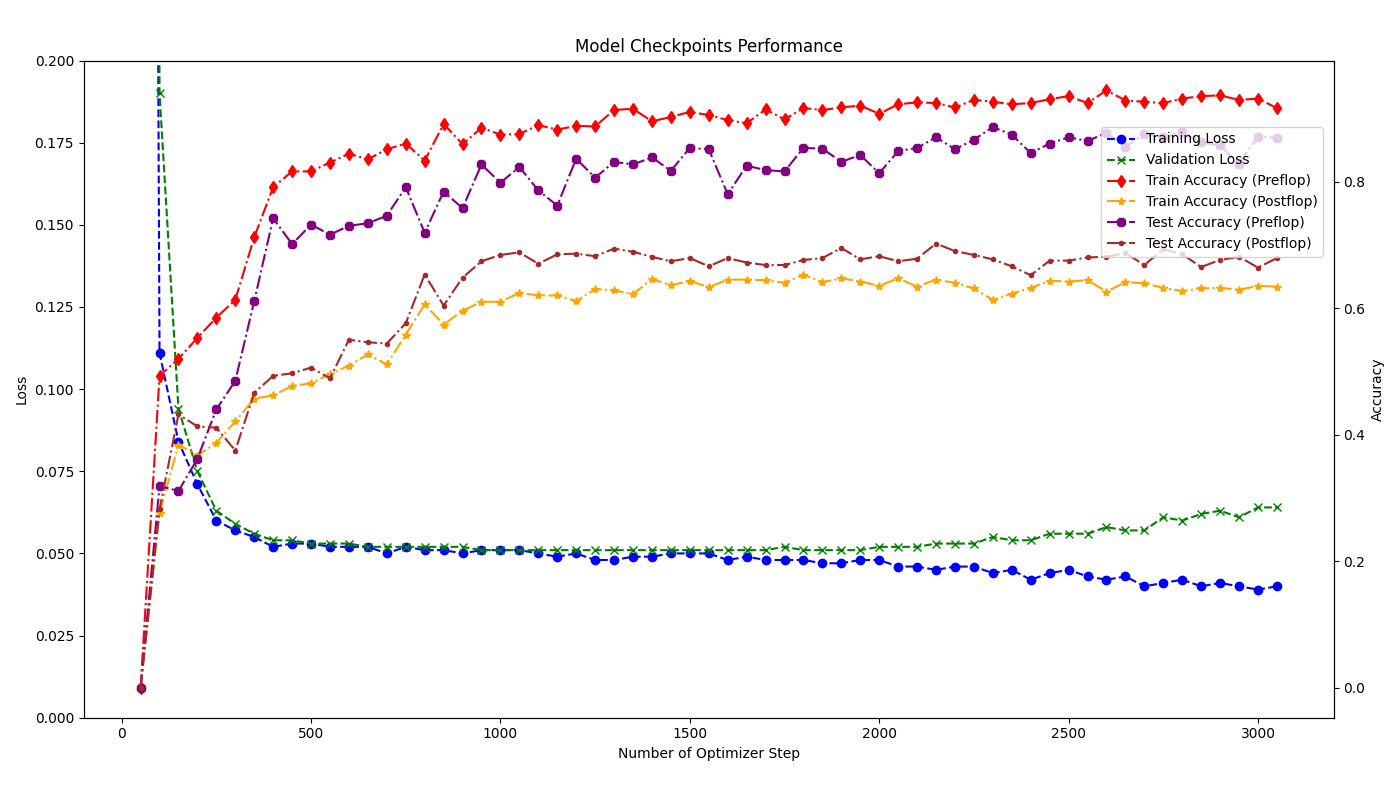 Model Checkpoints Performance
0.200
0.175
0.150
0.125
0.100
0.075
0.050
0.025
0.000
Loss
0
500
1000
1500
2000
2500
3000
Number of Optimizer Step
0.8
0.6
0.4
0.2
0.0
Accuracy
Training Loss
Validation Loss
Train Accuracy (Preflop)
Train Accuracy (Postflop)
Test Accuracy (Preflop)
Test Accuracy (Postflop)